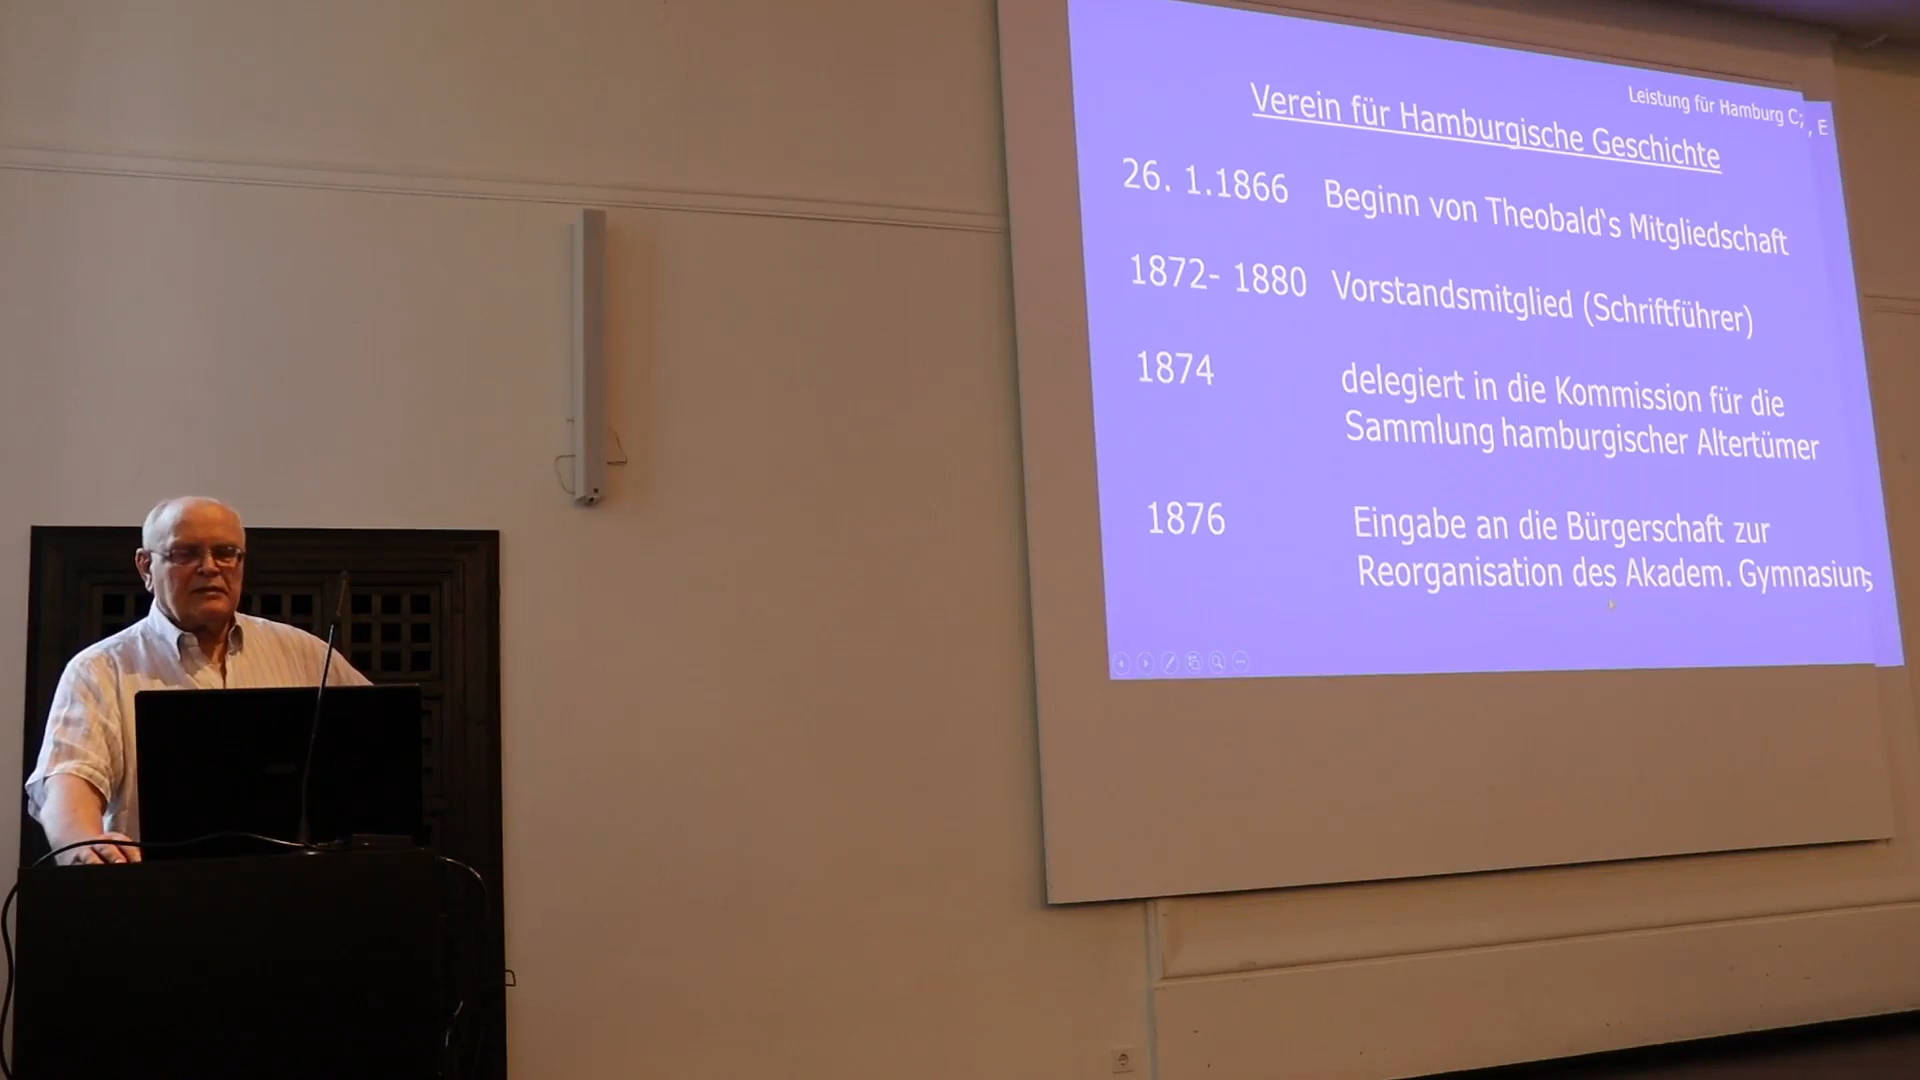 Leistung für Hamburg C; , E
Verein für Hamburgische Geschichte
26. 1.1866 Beginn von Theobald‘s Mitgliedschaft
1872- 1880 Vorstandsmitglied (Schriftführer)
1874 delegiert in die Kommission für die
Sammlung hamburgischer Altertümer
1876 Eingabe an die Bürgerschaft zur
Reorganisation des Akadem.